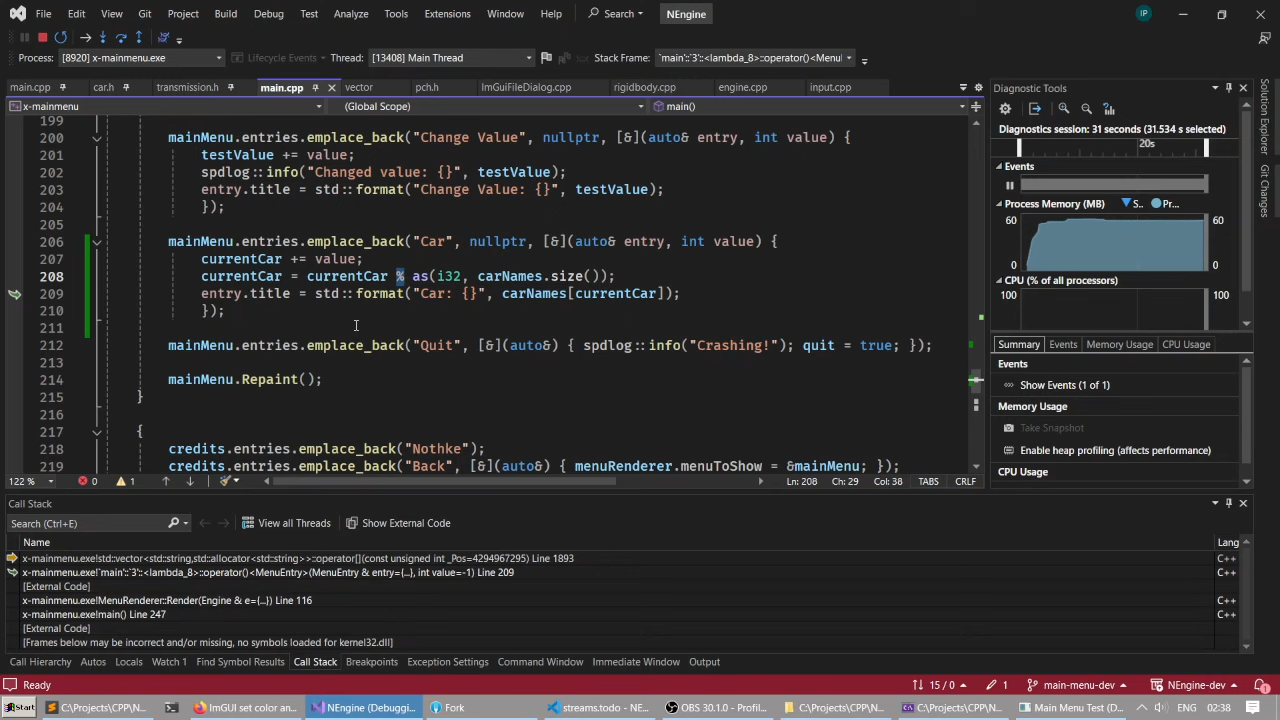 File Edit View Git Project Build Debug Test Analyze Tools Extensions Window Help Search NEngine IP
Process: [8920] x-mainmenu.exe Lifecycle Events Thread: [13408] Main Thread Stack Frame: `main'::`3'::<lambda_8>::operator()<Menu
main.cpp car.h transmission.h main.cpp vector pch.h ImGuiFileDialog.cpp rigidbody.cpp engine.cpp input.cpp
x-mainmenu (Global Scope) main()
199
200 mainMenu.entries.emplace_back("Change Value", nullptr, [&](auto& entry, int value) {
201 testValue += value;
202 spdlog::info("Changed value: {}", testValue);
203 entry.title = std::format("Change Value: {}", testValue);
204 });
205
206 mainMenu.entries.emplace_back("Car", nullptr, [&](auto& entry, int value) {
207 currentCar += value;
208 currentCar = currentCar % as(i32, carNames.size());
209 entry.title = std::format("Car: {}", carNames[currentCar]);
210 });
211
212 mainMenu.entries.emplace_back("Quit", [&](auto&) { spdlog::info("Crashing!"); quit = true; });
213
214 mainMenu.Repaint();
215 }
216
217 {
218 credits.entries.emplace_back("Nothke");
219 credits.entries.emplace_back("Back", [&](auto&) { menuRenderer.menuToShow = &mainMenu; });
122 % 0 1 Ln: 208 Ch: 29 Col: 38 TABS CRLF
Diagnostic Tools
Diagnostics session: 31 seconds (31.534 s selected)
20s
Events
Process Memory (MB) S.. Pr...
60 60
0 0
CPU (% of all processors)
100 100
0 0
Summary Events Memory Usage CPU Usage
Events
Show Events (1 of 1)
Memory Usage
Take Snapshot
Enable heap profiling (affects performance)
CPU Usage
Solution Explorer
Git Changes
Call Stack
Search (Ctrl+E) View all Threads Show External Code
Name Lang
x-mainmenu.exe!std::vector<std::string,std::allocator<std::string>>::operator[](const unsigned int _Pos=4294967295) Line 1893 C++
x-mainmenu.exe!`main'::`3'::<lambda_8>::operator()<MenuEntry>(MenuEntry & entry={...}, int value=-1) Line 209 C++
[External Code]
x-mainmenu.exe!MenuRenderer::Render(Engine & e={...}) Line 116 C++
x-mainmenu.exe!main() Line 247 C++
[External Code]
[Frames below may be incorrect and/or missing, no symbols loaded for kernel32.dll]
Call Hierarchy Autos Locals Watch 1 Find Symbol Results Call Stack Breakpoints Exception Settings Command Window Immediate Window Output
Ready 15 / 0 1 main-menu-dev NEngine-dev 1
Start C:\Projects\CPP\N... ImGUI set color an... NEngine (Debuggi... Fork streams.todo — NE... OBS 30.1.0 - Profil... C:\Projects\CPP\N... C:\Projects\CPP\N... Main Menu Test (D... ENG 02:38